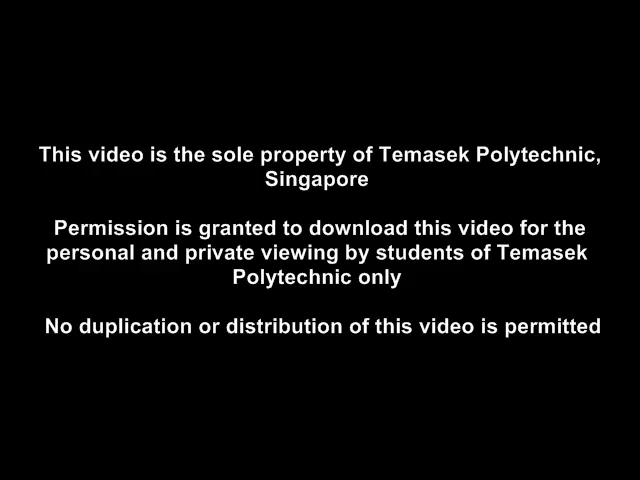 This video is the sole property of Temasek Polytechnic,
Singapore
Permission is granted to download this video for the
personal and private viewing by students of Temasek
Polytechnic only
No duplication or distribution of this video is permitted